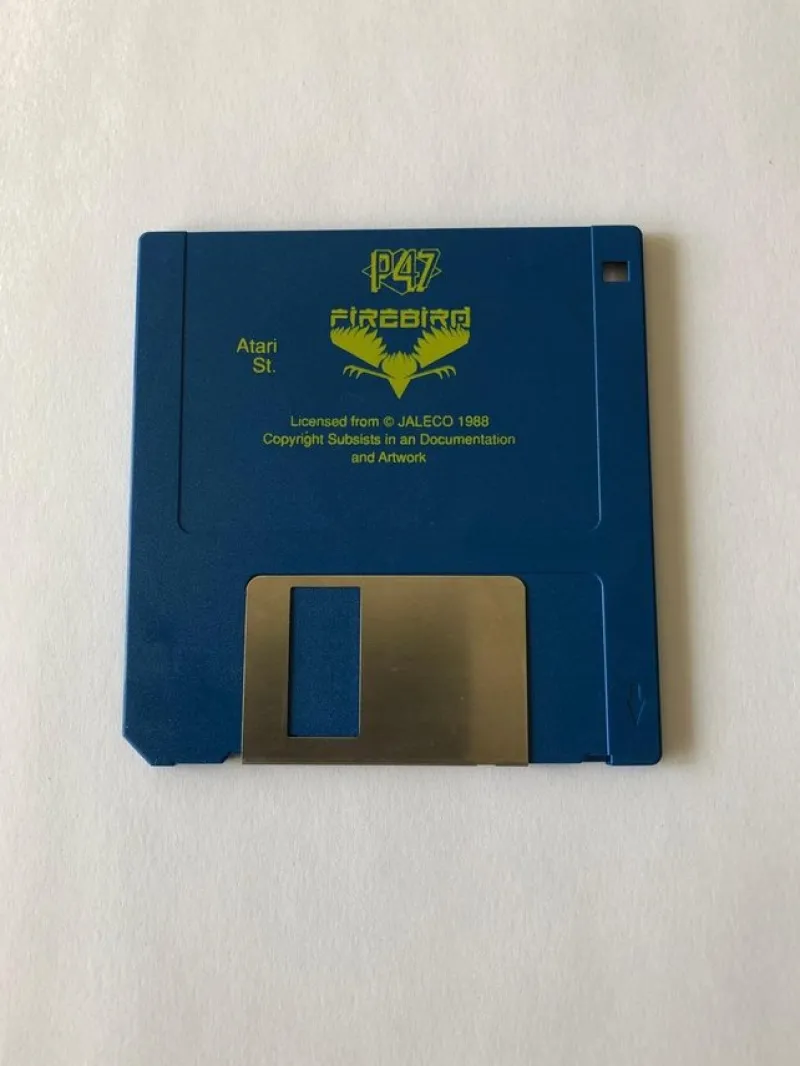 P47
FIREBIRD
Atari
St.
Licensed from © JALECO 1988
Copyright Subsists in an Documentation
and Artwork